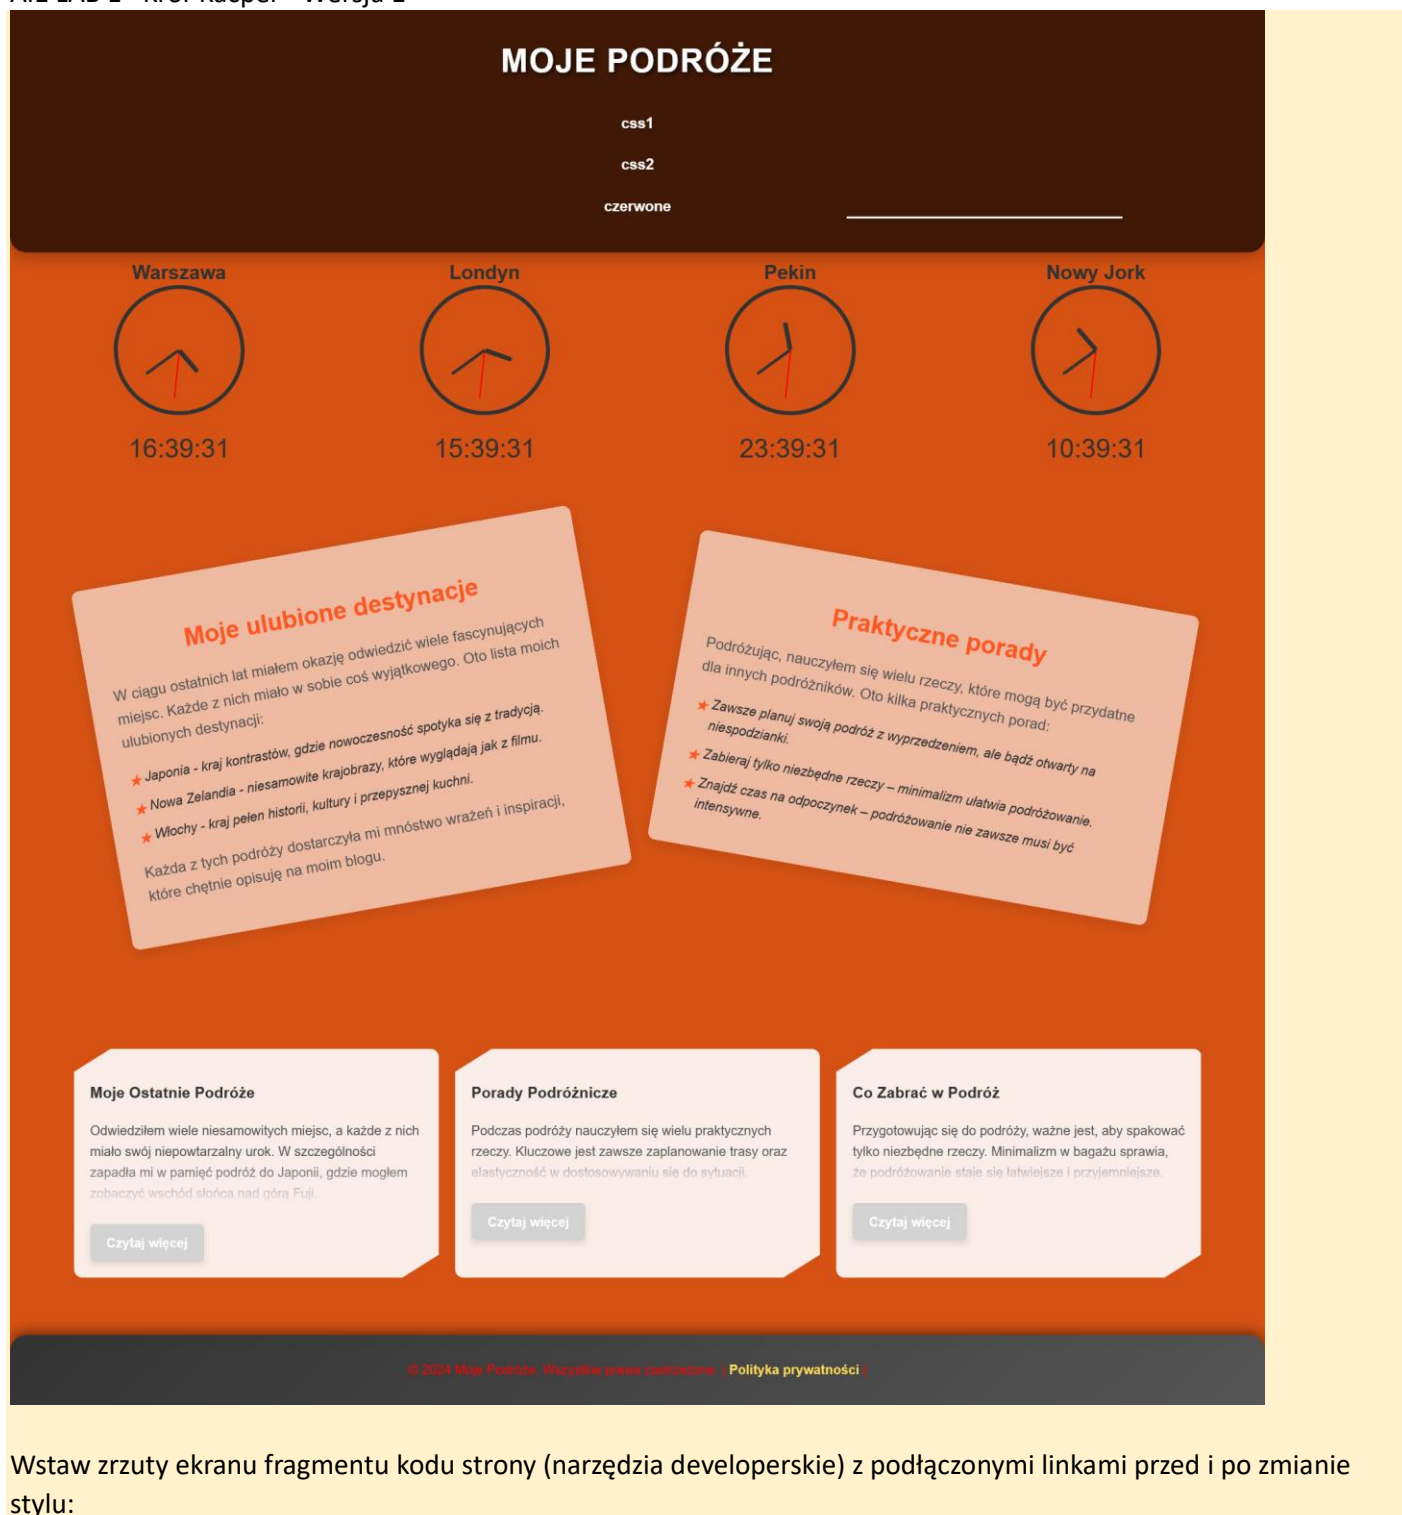 MOJE PODRÓŻE
css1
css2
czerwone
Warszawa
Londyn
Pekin
Nowy Jork
16:39:31
15:39:31
23:39:31
10:39:31
Moje ulubione destynacje
W ciągu ostatnich lat miałem okazję odwiedzić wiele fascynujących
miejsc. Każde z nich miało w sobie coś wyjątkowego. Oto lista moich
ulubionych destynacji:
★ Japonia - kraj kontrastów, gdzie nowoczesność spotyka się z tradycją.
★ Nowa Zelandia - niesamowite krajobrazy, które wyglądają jak z filmu.
★ Włochy - kraj pełen historii, kultury i przepysznej kuchni.
Każda z tych podróży dostarczyła mi mnóstwo wrażeń i inspiracji,
które chętnie opisuję na moim blogu.
Praktyczne porady
Podróżując, nauczyłem się wielu rzeczy, które mogą być przydatne
dla innych podróżników. Oto kilka praktycznych porad:
★ Zawsze planuj swoją podróż z wyprzedzeniem, ale bądź otwarty na
niespodzianki.
★ Zabieraj tylko niezbędne rzeczy – minimalizm ułatwia podróżowanie.
★ Znajdź czas na odpoczynek – podróżowanie nie zawsze musi być
intensywne.
Moje Ostatnie Podróże
Odwiedziłem wiele niesamowitych miejsc, a każde z nich
miało swój niepowtarzalny urok. W szczególności
zapadła mi w pamięć podróż do Japonii, gdzie mogłem
zobaczyć wschód słońca nad górą Fuji.
Czytaj więcej
Porady Podróżnicze
Podczas podróży nauczyłem się wielu praktycznych
rzeczy. Kluczowe jest zawsze zaplanowanie trasy oraz
elastyczność w dostosowywaniu się do sytuacji.
Czytaj więcej
Co Zabrać w Podróż
Przygotowując się do podróży, ważne jest, aby spakować
tylko niezbędne rzeczy. Minimalizm w bagażu sprawia,
że podróżowanie staje się łatwiejsze i przyjemniejsze.
Czytaj więcej
© 2024 Moje Podróże. Wszystkie prawa zastrzeżone. | Polityka prywatności |
Wstaw zrzuty ekranu fragmentu kodu strony (narzędzia developerskie) z podłączonymi linkami przed i po zmianie
stylu: